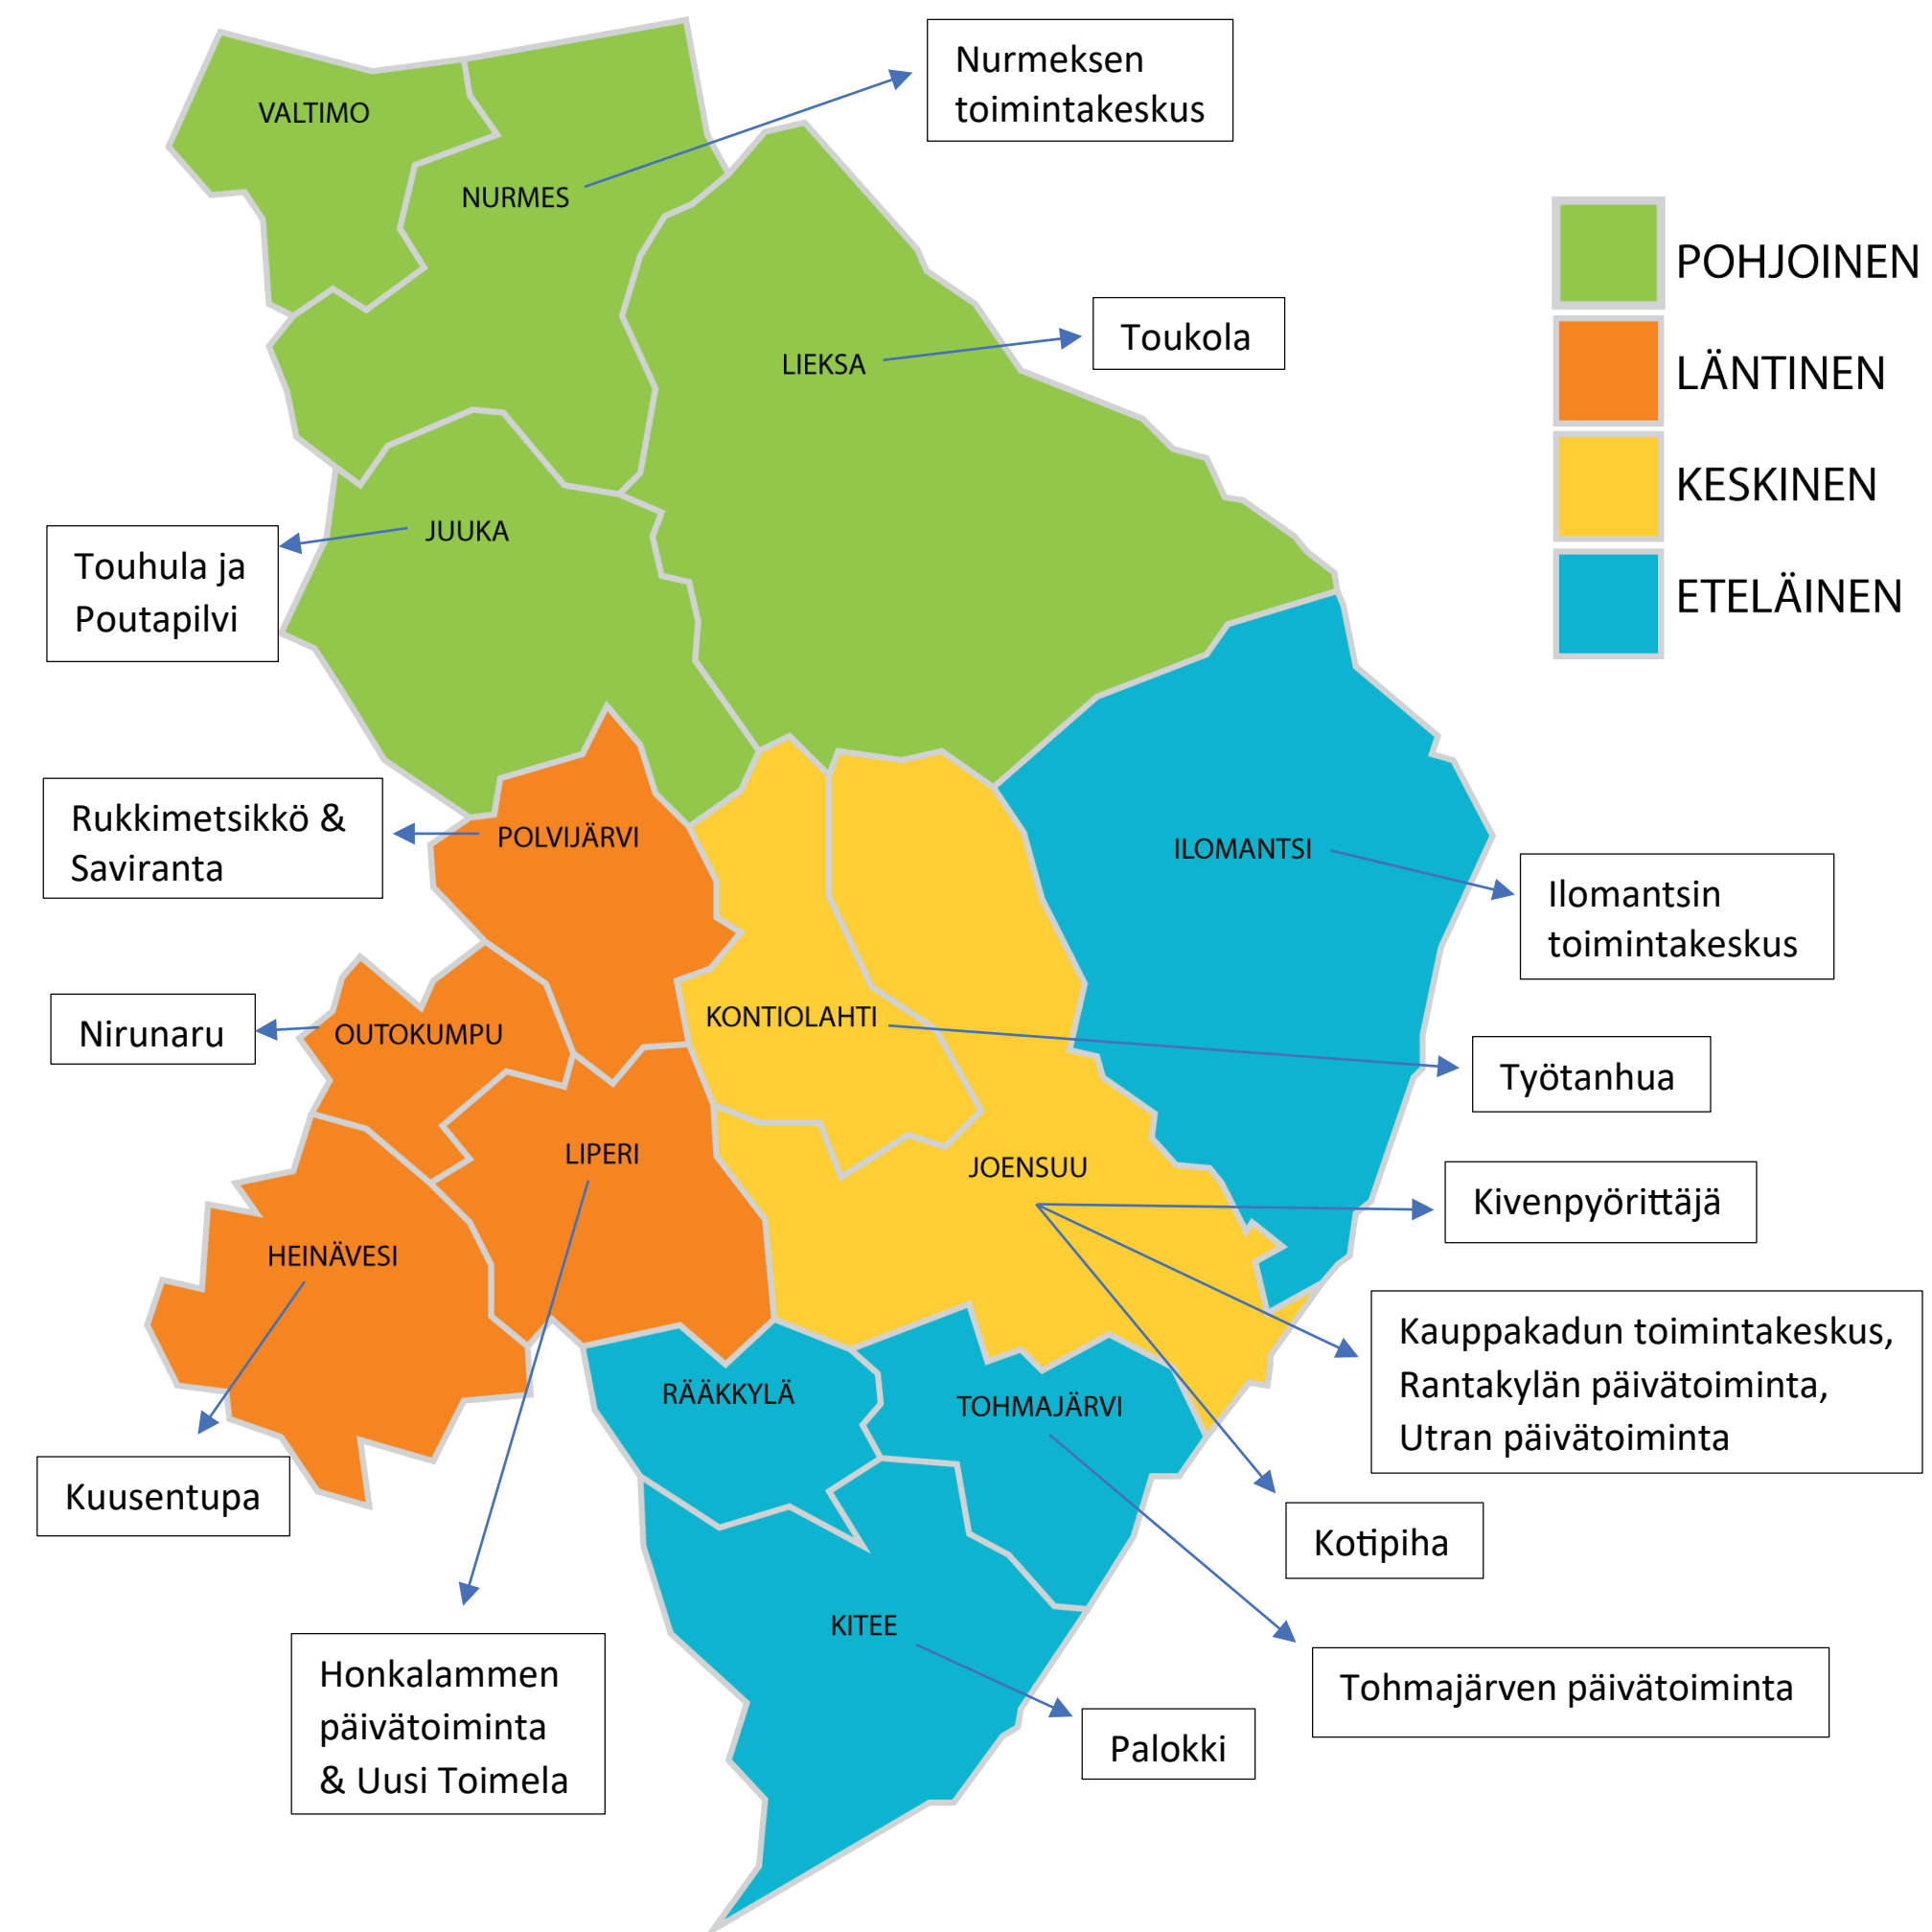 Nurmeksen
toimintakeskus
VALTIMO
NURMES
POHJOINEN
Toukola
LIEKSA
LÄNTINEN
KESKINEN
JUUKA
Touhula ja
Poutapilvi
ETELÄINEN
Rukkimetsikkö &
Saviranta
POLVIJÄRVI
ILOMANTSI
Ilomantsin
toimintakeskus
Nirunaru
OUTOKUMPU
KONTIOLAHTI
Työtanhua
LIPERI
JOENSUU
Kivenpyörittäjä
HEINÄVESI
Kauppakadun toimintakeskus,
Rantakylän päivätoiminta,
Utran päivätoiminta
RÄÄKKYLÄ
TOHMAJÄRVI
Kuusentupa
Kotipiha
KITEE
Honkalammen
päivätoiminta
& Uusi Toimela
Tohmajärven päivätoiminta
Palokki